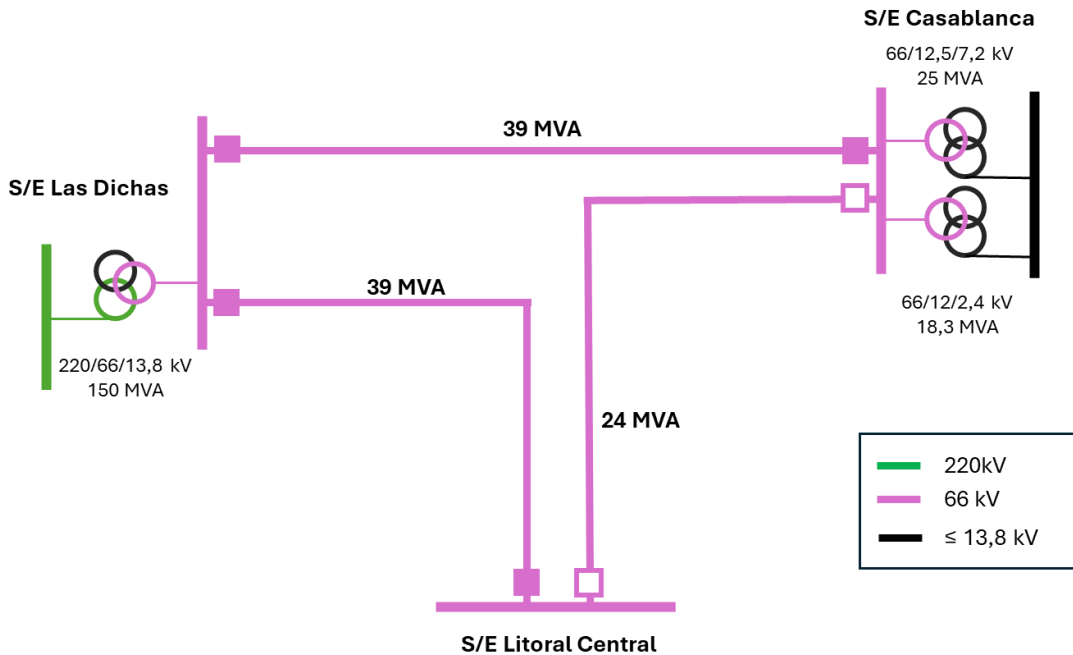 S/E Casablanca
66/12,5/7,2 kV
25 MVA
39 MVA
S/E Las Dichas
39 MVA
66/12/2,4 kV
18,3 MVA
220/66/13,8 kV
150 MVA
24 MVA
220kV
66 kV
≤ 13,8 kV
S/E Litoral Central